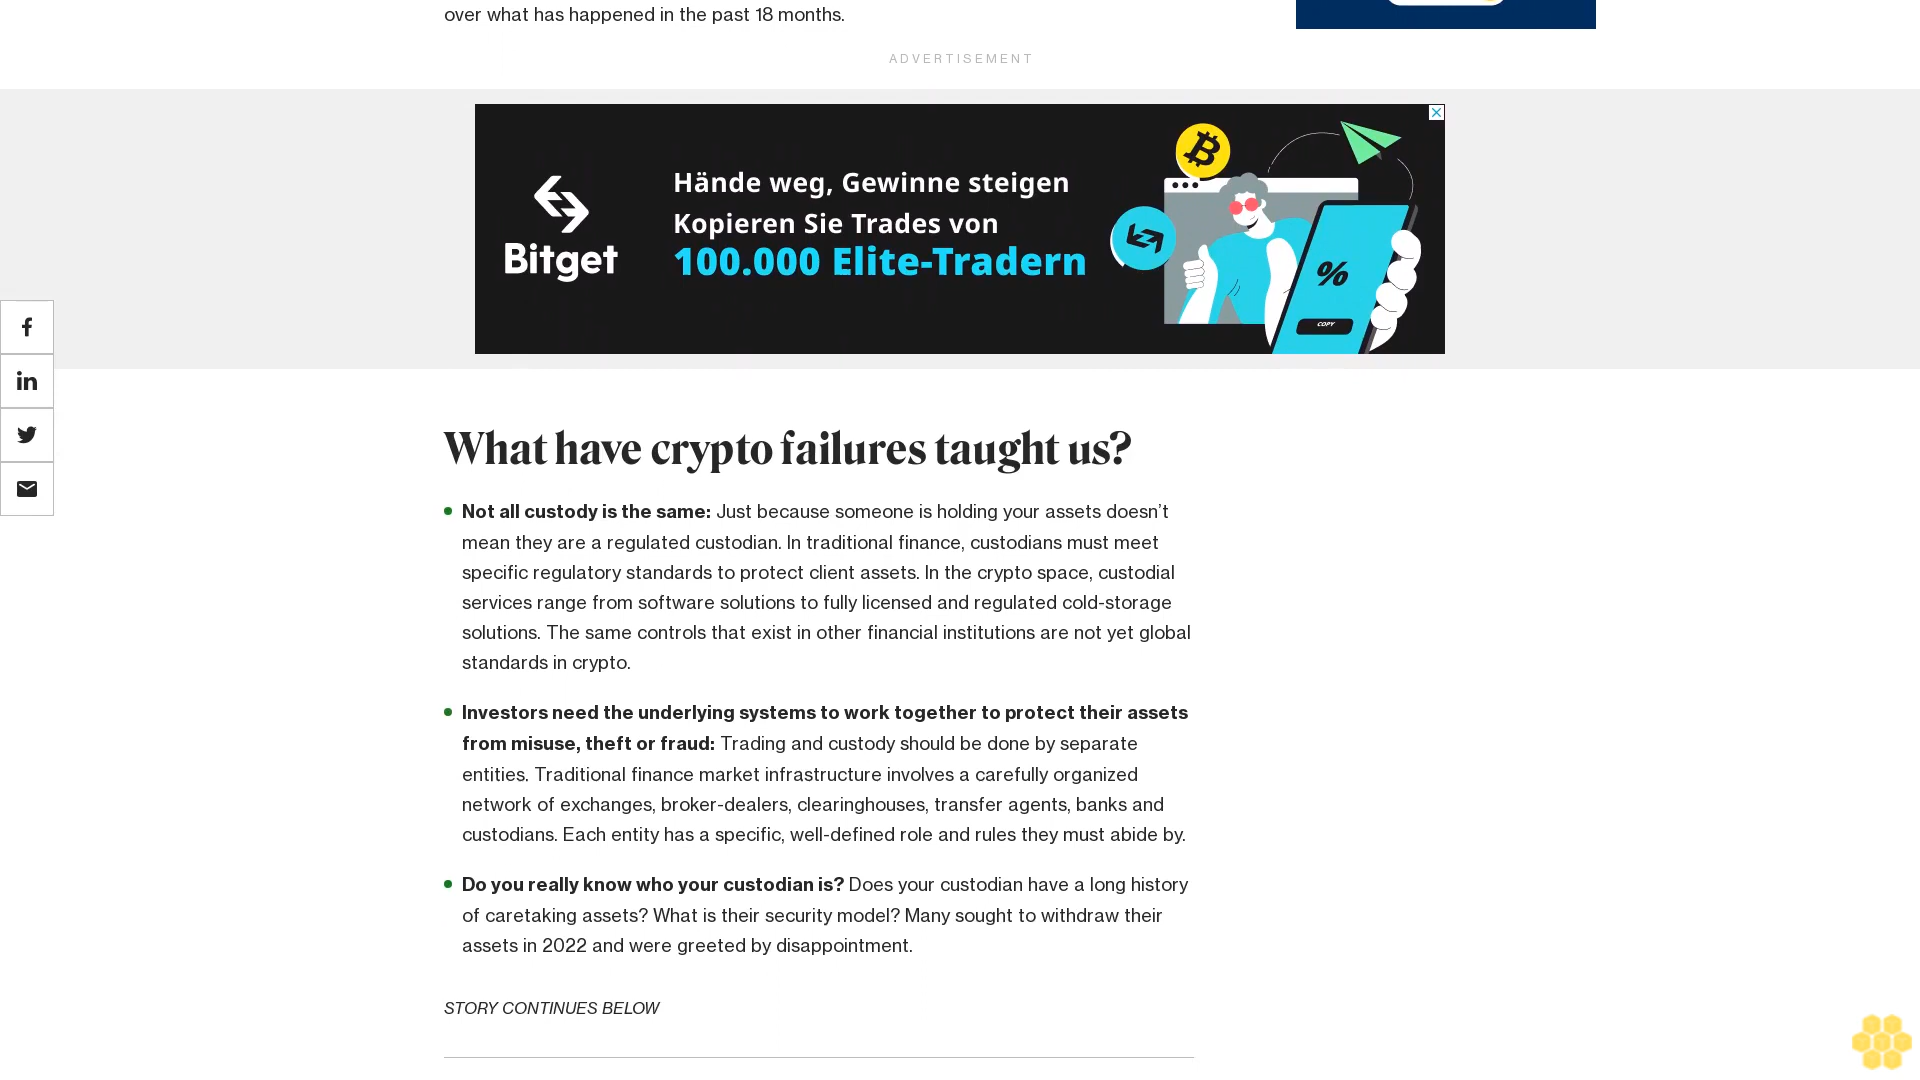 over what has happened in the past 18 months.
ADVERTISEMENT
Bitget
Hände weg, Gewinne steigen
Kopieren Sie Trades von
100.000 Elite-Tradern
%
COPY
What have crypto failures taught us?
Not all custody is the same: Just because someone is holding your assets doesn’t
mean they are a regulated custodian. In traditional finance, custodians must meet
specific regulatory standards to protect client assets. In the crypto space, custodial
services range from software solutions to fully licensed and regulated cold-storage
solutions. The same controls that exist in other financial institutions are not yet global
standards in crypto.
Investors need the underlying systems to work together to protect their assets
from misuse, theft or fraud: Trading and custody should be done by separate
entities. Traditional finance market infrastructure involves a carefully organized
network of exchanges, broker-dealers, clearinghouses, transfer agents, banks and
custodians. Each entity has a specific, well-defined role and rules they must abide by.
Do you really know who your custodian is? Does your custodian have a long history
of caretaking assets? What is their security model? Many sought to withdraw their
assets in 2022 and were greeted by disappointment.
STORY CONTINUES BELOW